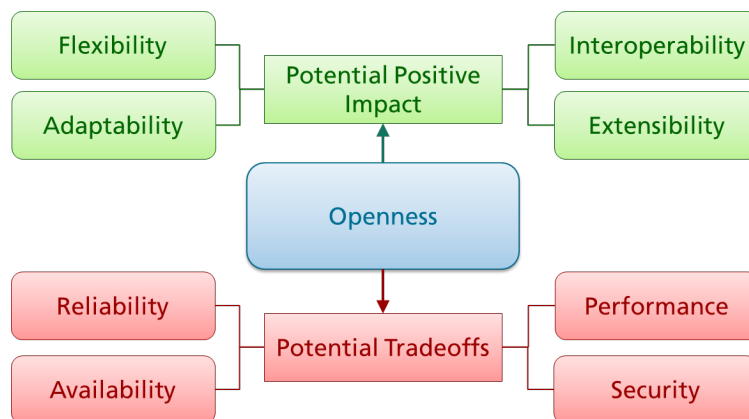 Flexibility
Interoperability
Potential Positive
Impact
Adaptability
Extensibility
Openness
Reliability
Performance
Potential Tradeoffs
Availability
Security